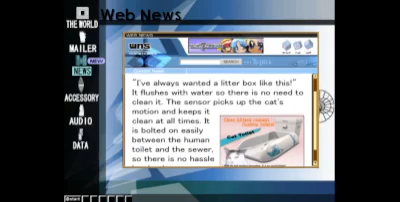 Web News
THE WORLD
MAILER
NEW
NEWS
ACCESSORY
AUDIO
DATA
WEB NEWS
WNS
"I've always wanted a litter box like this!"
It flushes with water so there is no need to
clean it. The sensor picks up the cat's
motion and keeps it
clean at all times. It
is bolted on easily
between the human
toilet and the sewer,
so there is no hassle
Cat Toilet